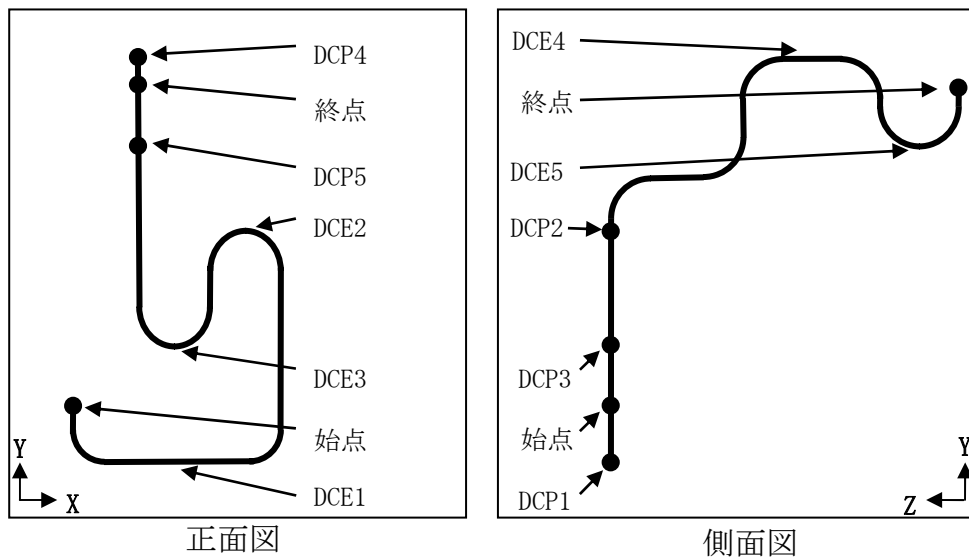 DCP4
終点
DCP5
DCE2
DCE3
始点
DCE1
Y
X
正面図
DCE4
終点
DCE5
DCP2
DCP3
始点
DCP1
Y
Z
側面図